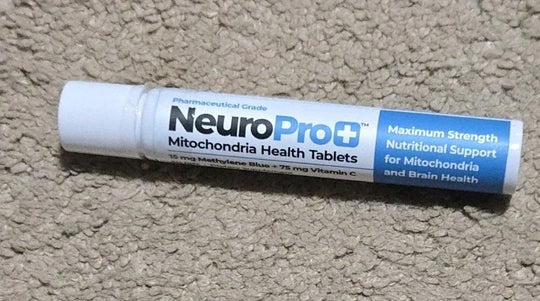 Pharmaceutical Grade
NeuroPro+™
Mitochondria Health Tablets
15 mg Methylene Blue + 75 mg Vitamin C
Maximum Strength
Nutritional Support
for Mitochondria
and Brain Health